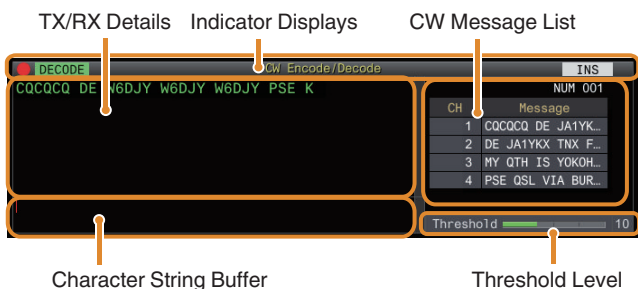 TX/RX Details Indicator Displays CW Message List
DECODE CW Encode/Decode INS
CQCQCQ DE W6DJY W6DJY W6DJY PSE K
NUM 001
CH Message
1 CQCQCQ DE JA1YK…
2 DE JA1YKX TNX F…
3 MY QTH IS YOKOH…
4 PSE QSL VIA BUR…
Threshold 10
Character String Buffer Threshold Level